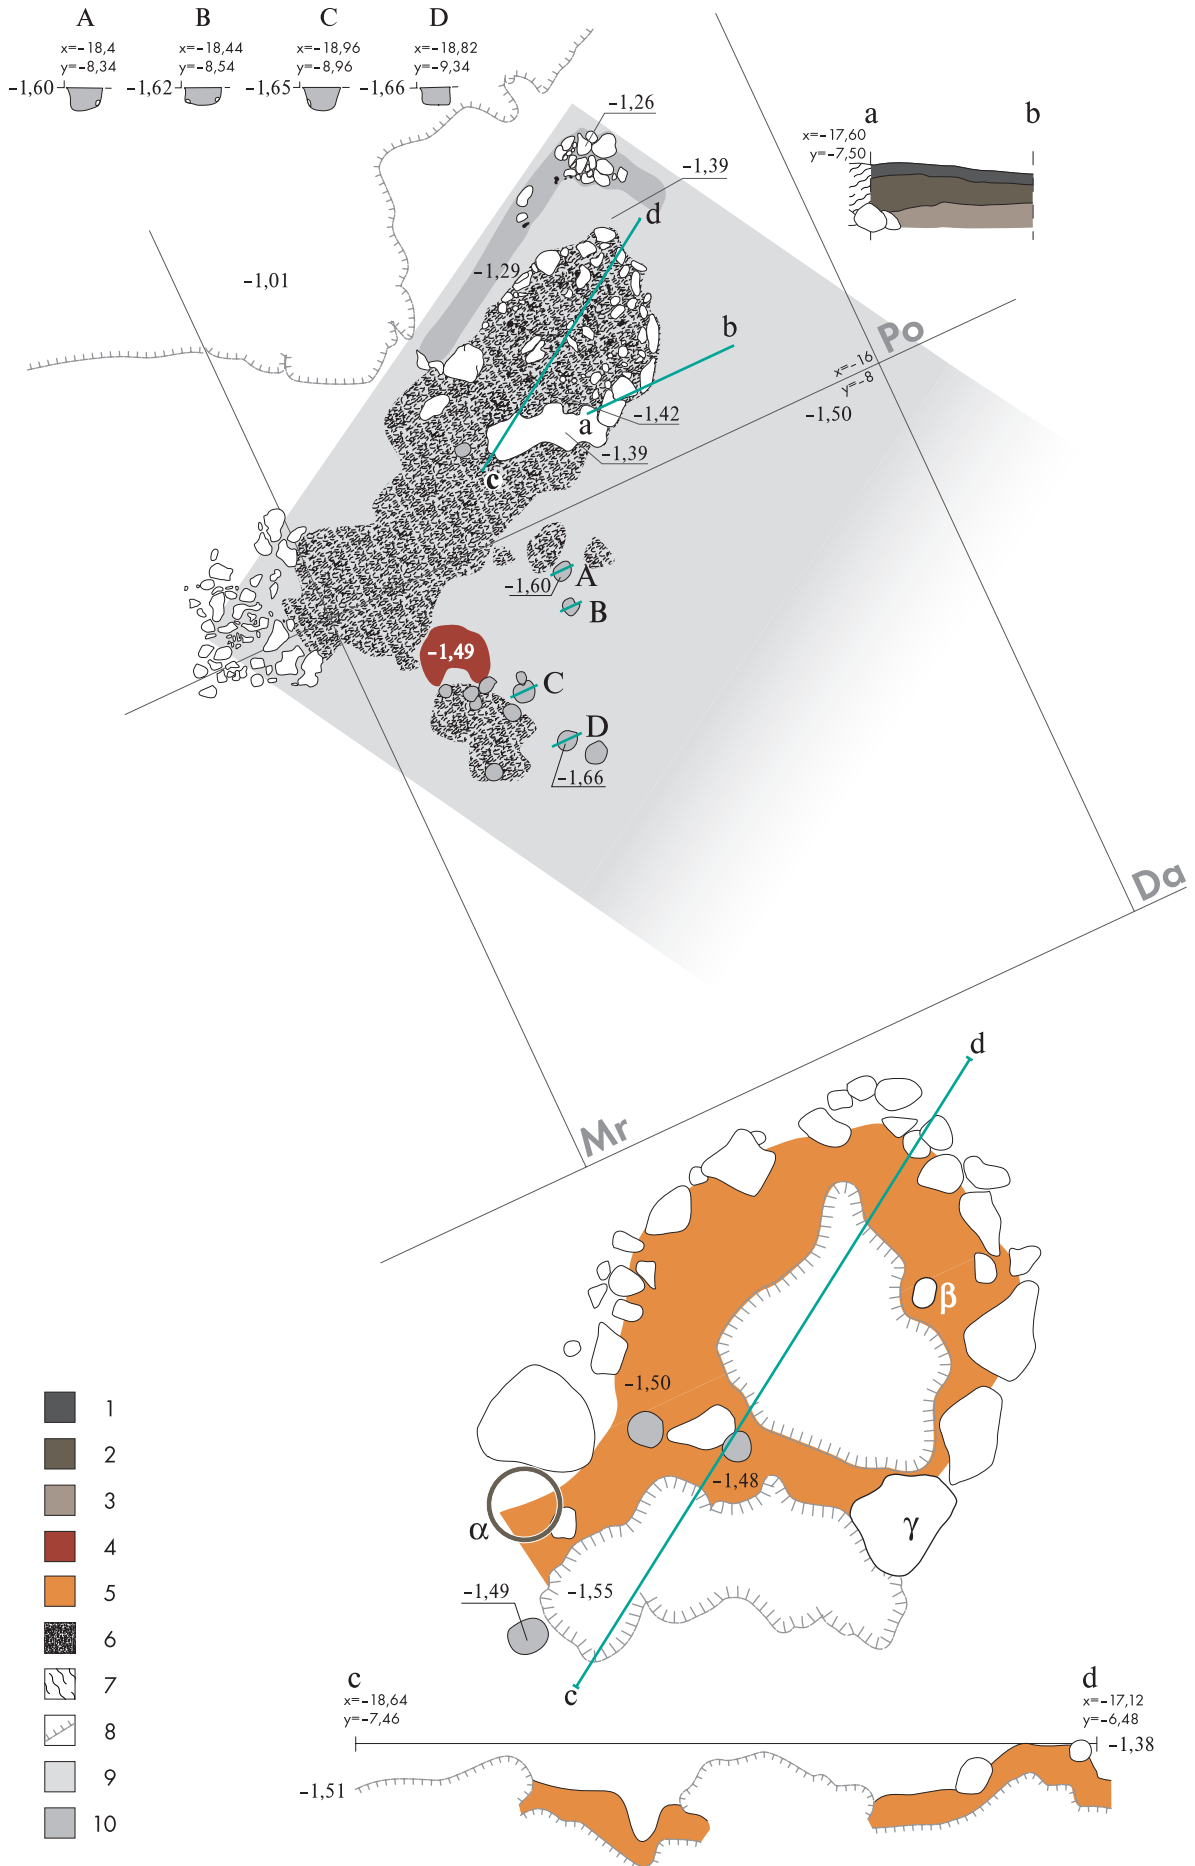 A B C D
x=-18,4 x=-18,44 x=-18,96 x=-18,82
y=-8,34 y=-8,54 y=-8,96 y=-9,34
-1,60 -1,62 -1,65 -1,66
-1,26
a b
x=-17,60
y=-7,50
-1,39
d
-1,29
-1,01
b
Po
x=-16
y=-8
-1,50
-1,42
a
-1,39
c
A
-1,60
B
-1,49
C
D
-1,66
Da
Mr
d
β
-1,50
-1,48
α
γ
-1,55
-1,49
c
1
2
3
4
5
6
7
8
9
10
c d
x=-18,64 x=-17,12
y=-7,46 y=-6,48
-1,38
-1,51